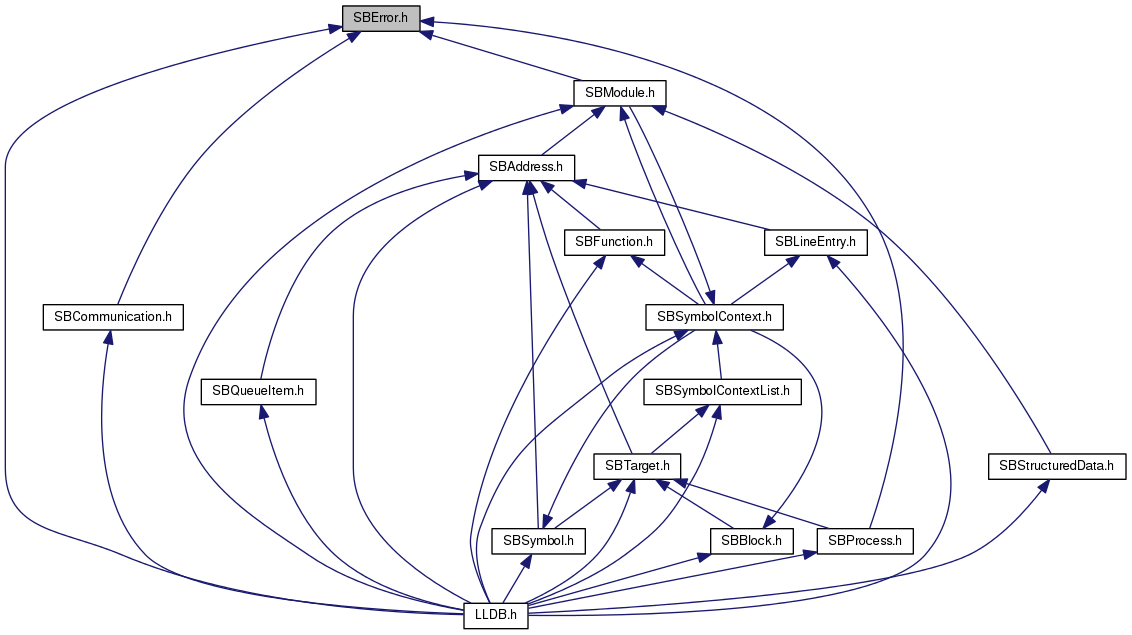 SBError.h
SBModule.h
SBAddress.h
SBFunction.h
SBLineEntry.h
SBCommunication.h
SBSymbolContext.h
SBQueueItem.h
SBSymbolContextList.h
SBTarget.h
SBStructuredData.h
SBSymbol.h
SBBlock.h
SBProcess.h
LLDB.h